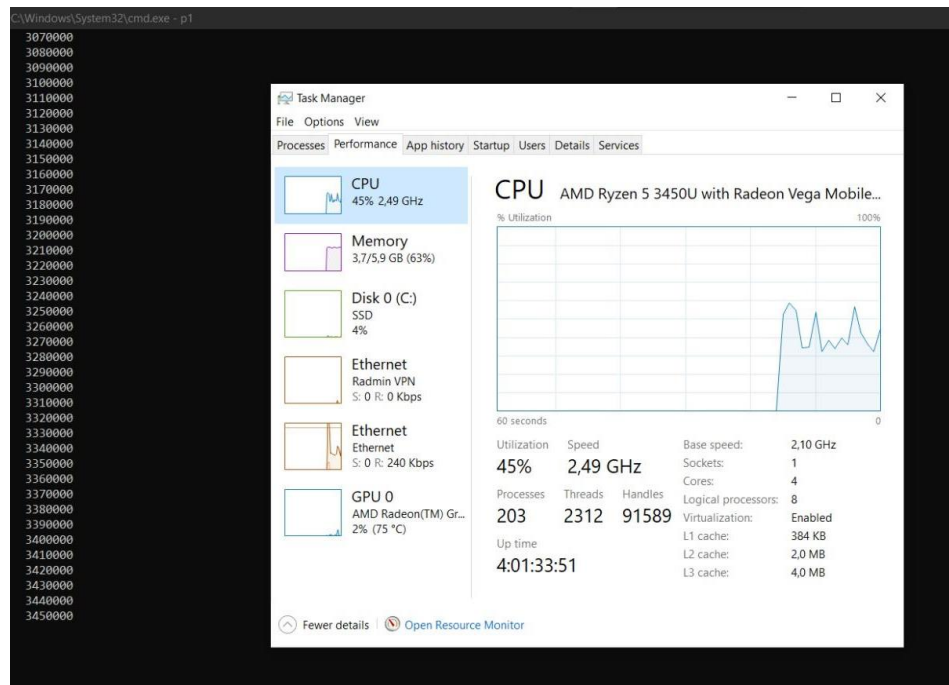 C:\Windows\System32\cmd.exe - p1
3070000
3080000
3090000
3100000
3110000
3120000
3130000
3140000
3150000
3160000
3170000
3180000
3190000
3200000
3210000
3220000
3230000
3240000
3250000
3260000
3270000
3280000
3290000
3300000
3310000
3320000
3330000
3340000
3350000
3360000
3370000
3380000
3390000
3400000
3410000
3420000
3430000
3440000
3450000
Task Manager
File Options View
Processes Performance App history Startup Users Details Services
CPU
45% 2,49 GHz
Memory
3,7/5,9 GB (63%)
Disk 0 (C:)
SSD
4%
Ethernet
Radmin VPN
S: 0 R: 0 Kbps
Ethernet
Ethernet
S: 0 R: 240 Kbps
GPU 0
AMD Radeon(TM) Gr...
2% (75 °C)
CPU AMD Ryzen 5 3450U with Radeon Vega Mobile...
% Utilization 100%
60 seconds 0
Utilization Speed
45% 2,49 GHz
Processes Threads Handles
203 2312 91589
Up time
4:01:33:51
Base speed: 2,10 GHz
Sockets: 1
Cores: 4
Logical processors: 8
Virtualization: Enabled
L1 cache: 384 KB
L2 cache: 2,0 MB
L3 cache: 4,0 MB
Fewer details Open Resource Monitor